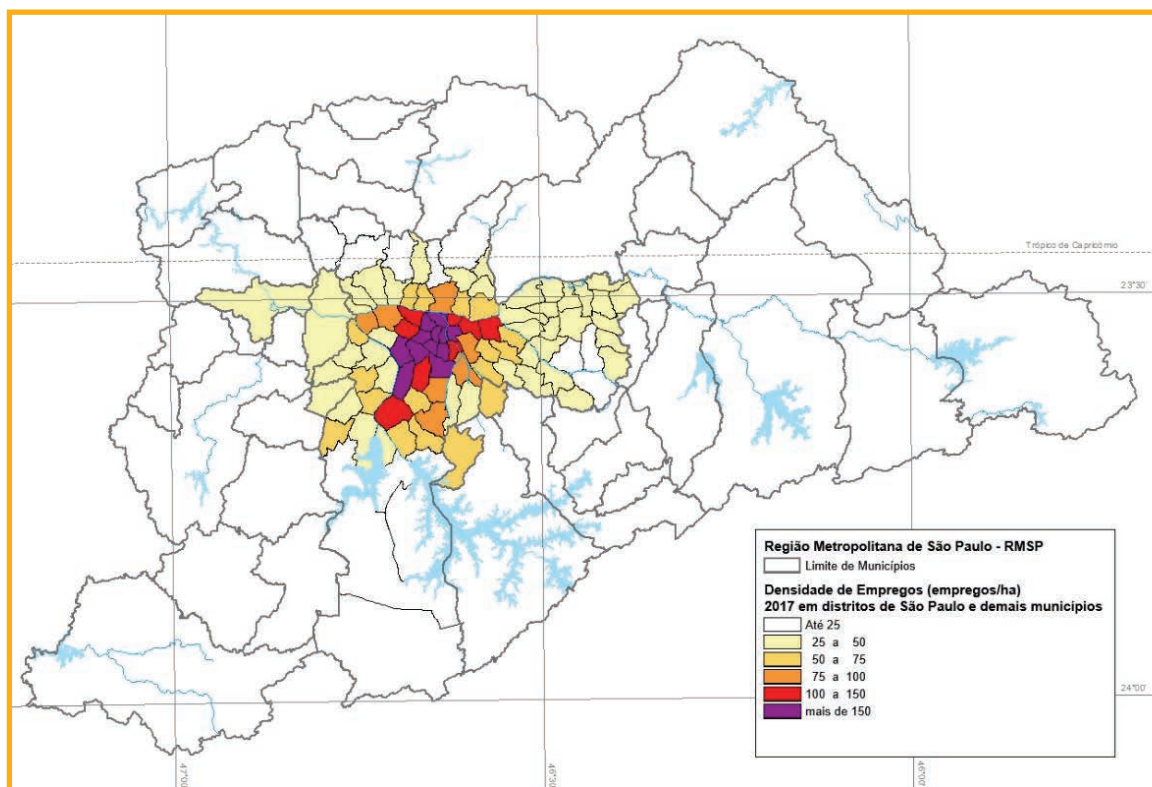 Trópico de Capricórnio
23°30'
Região Metropolitana de São Paulo - RMSP
Limite de Municípios
Densidade de Empregos (empregos/ha)
2017 em distritos de São Paulo e demais municípios
Até 25
25 a 50
50 a 75
75 a 100
100 a 150
mais de 150
24°00'
47°00'
46°30'
46°00'